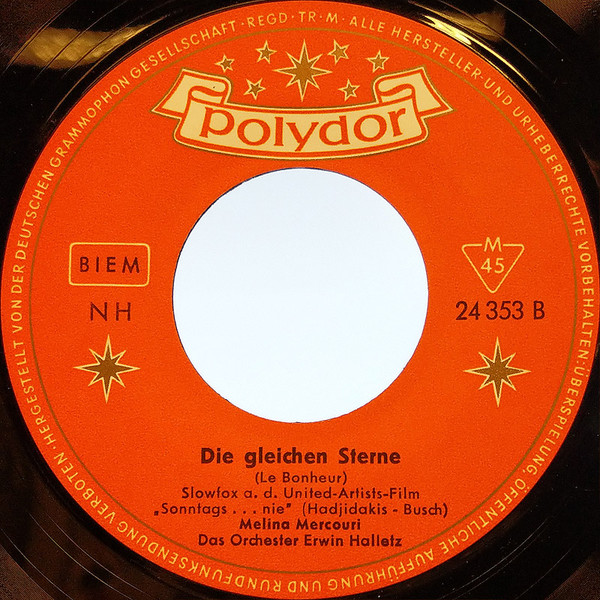 HERGESTELLT VON DER DEUTSCHEN GRAMMOPHON GESELLSCHAFT · REGD · TR · M · ALLE HERSTELLER- UND URHEBERRECHTE VORBEHALTEN · ÜBERSPIELUNG, ÖFFENTLICHE AUFFÜHRUNG UND RUNDFUNKSENDUNG VERBOTEN ·
Polydor
BIEM
NH
M
45
24 353 B
Die gleichen Sterne
(Le Bonheur)
Slowfox a. d. United-Artists-Film
„Sonntags . . . nie" (Hadjidakis - Busch)
Melina Mercouri
Das Orchester Erwin Halletz